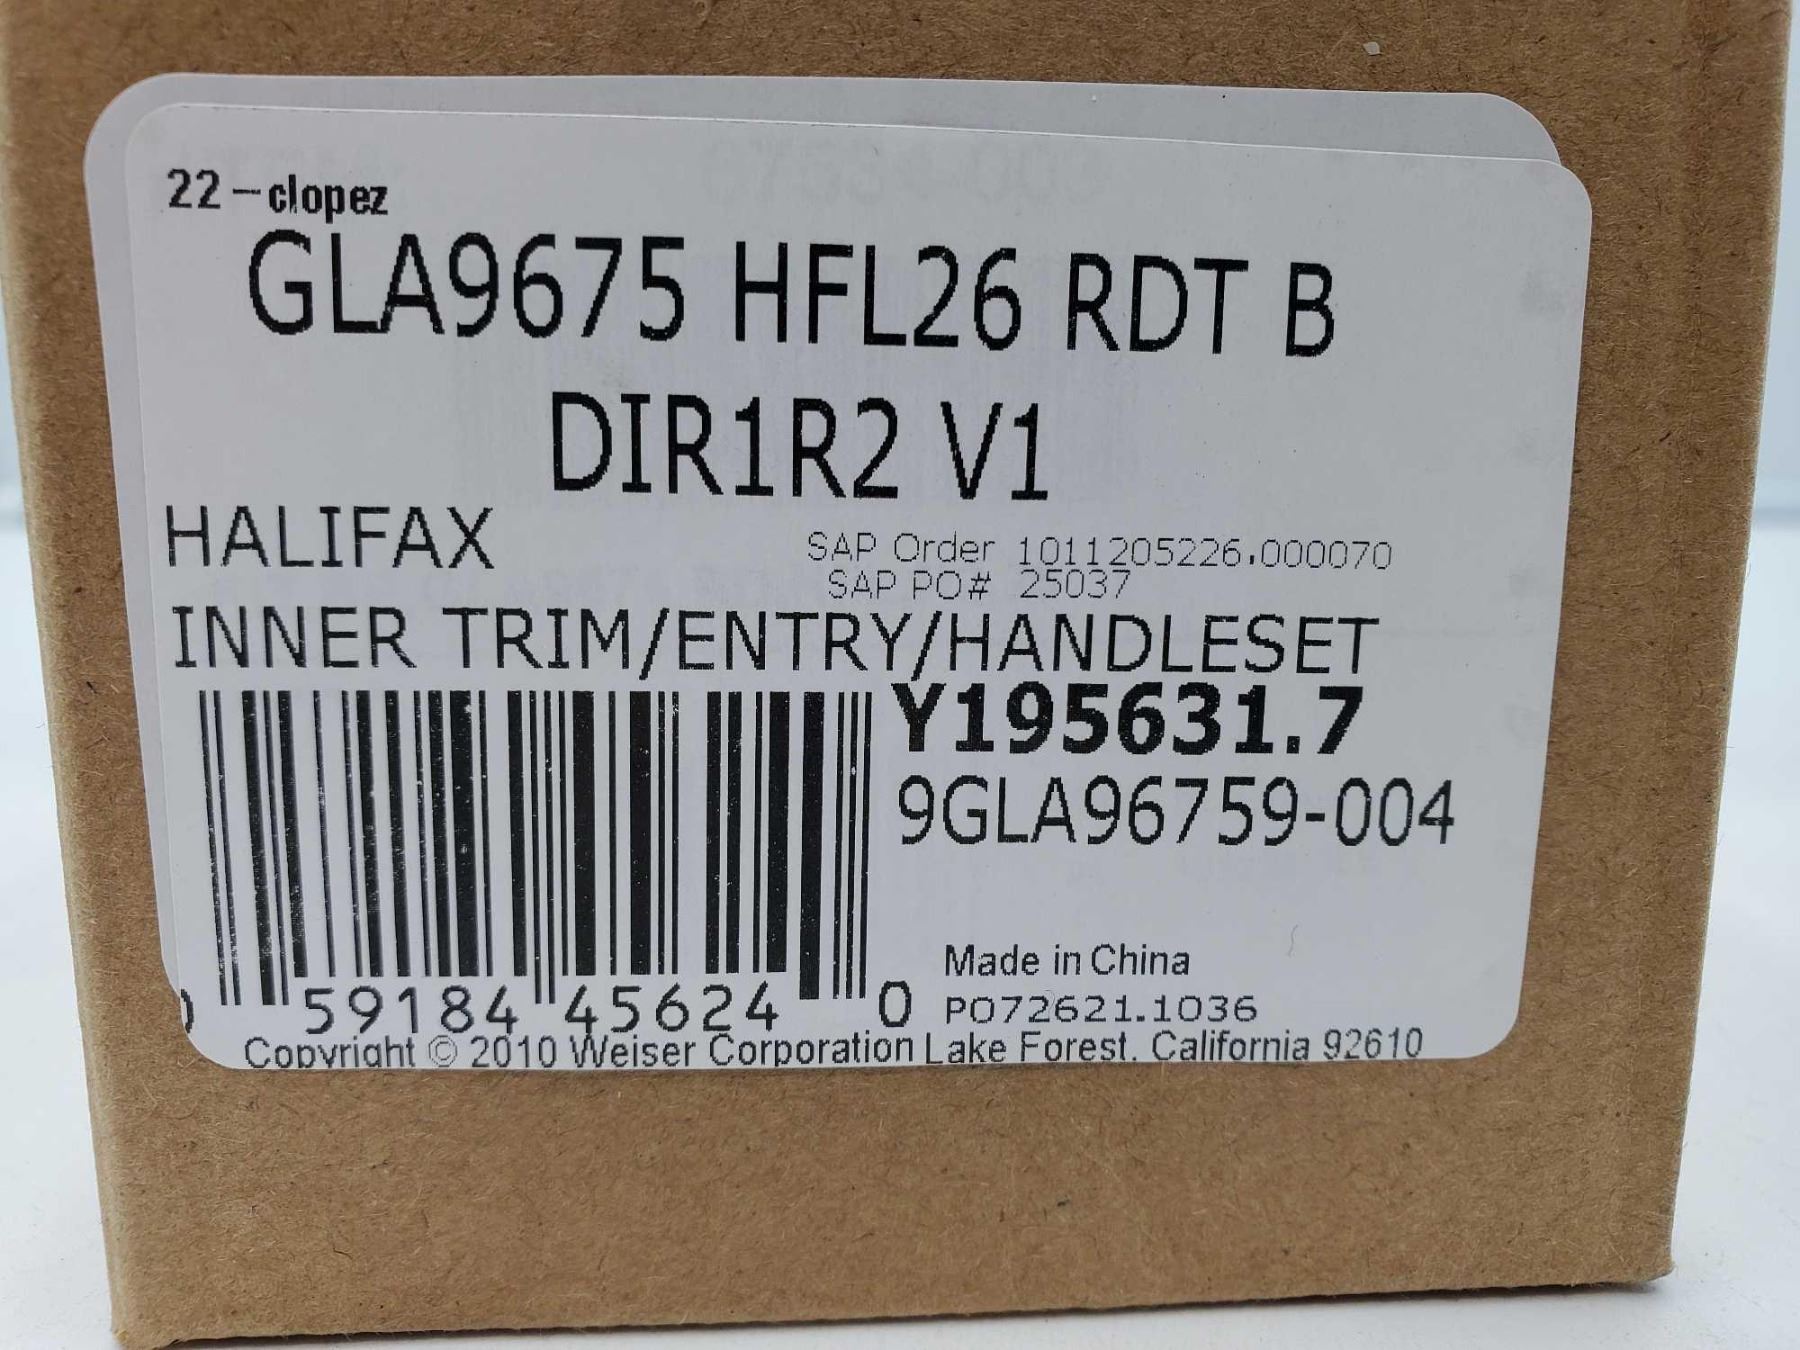 22-clopez
GLA9675 HFL26 RDT B
DIR1R2 V1
HALIFAX
SAP Order 1011205226.000070
SAP PO# 25037
INNER TRIM/ENTRY/HANDLESET
Y195631.7
9GLA96759-004
Made in China
59184 45624 0 PO72621.1036
Copyright © 2010 Weiser Corporation Lake Forest, California 92610